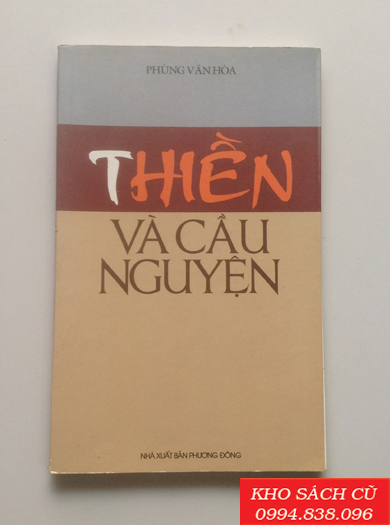 PHÙNG VĂN HÓA
THIỀN
VÀ CẦU
NGUYỆN
NHÀ XUẤT BẢN PHƯƠNG ĐÔNG
KHO SÁCH CŨ
0994.838.096